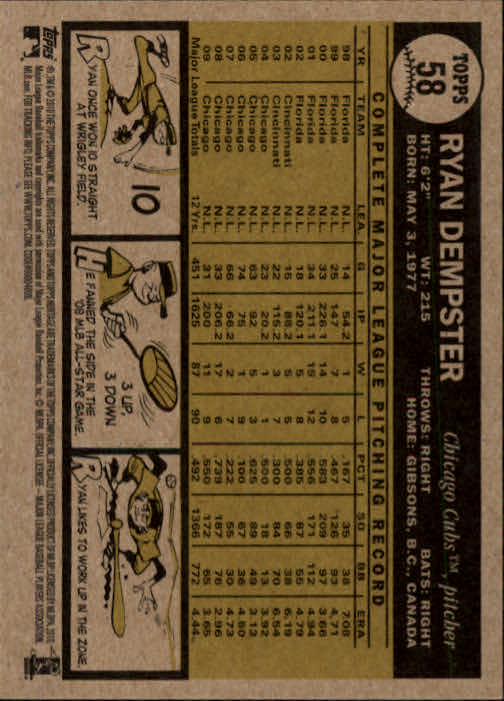 TOPPS
58
RYAN DEMPSTER
Chicago Cubs™, pitcher
HT: 6'2" WT: 215 THROWS: RIGHT BATS: RIGHT
BORN: MAY 3, 1977 HOME: GIBSONS, B.C., CANADA
COMPLETE MAJOR LEAGUE PITCHING RECORD
YR TEAM LEA. G IP W L PCT SO BB ERA
98 Florida N.L. 14 54.2 1 5 .167 35 38 7.08
99 Florida N.L. 25 147 7 8 .467 126 93 4.71
00 Florida N.L. 33 226.1 14 10 .583 209 97 3.66
01 Florida N.L. 34 211.1 15 12 .556 171 112 4.94
02 Florida N.L. 18 120.1 5 8 .385 87 55 4.79
02 Cincinnati N.L. 15 88.2 5 5 .500 66 38 6.19
03 Cincinnati N.L. 22 115.2 3 7 .300 84 70 6.54
04 Chicago N.L. 23 20.2 1 1 .500 18 13 3.92
05 Chicago N.L. 63 92 5 3 .625 89 49 3.13
06 Chicago N.L. 74 75 1 9 .100 67 36 4.80
07 Chicago N.L. 66 66.2 2 7 .222 55 30 4.73
08 Chicago N.L. 33 206.2 17 6 .739 187 76 2.96
09 Chicago N.L. 31 200 11 9 .550 172 65 3.65
Major League Totals 12 Yrs. 451 1625 87 90 .492 1366 772 4.44
10
RYAN ONCE WON 10 STRAIGHT
AT WRIGLEY FIELD.
3 UP,
3 DOWN
HE FANNED THE SIDE IN THE
'08 MLB ALL-STAR GAME.
RYAN LIKES TO WORK UP IN THE ZONE.
TOPPS